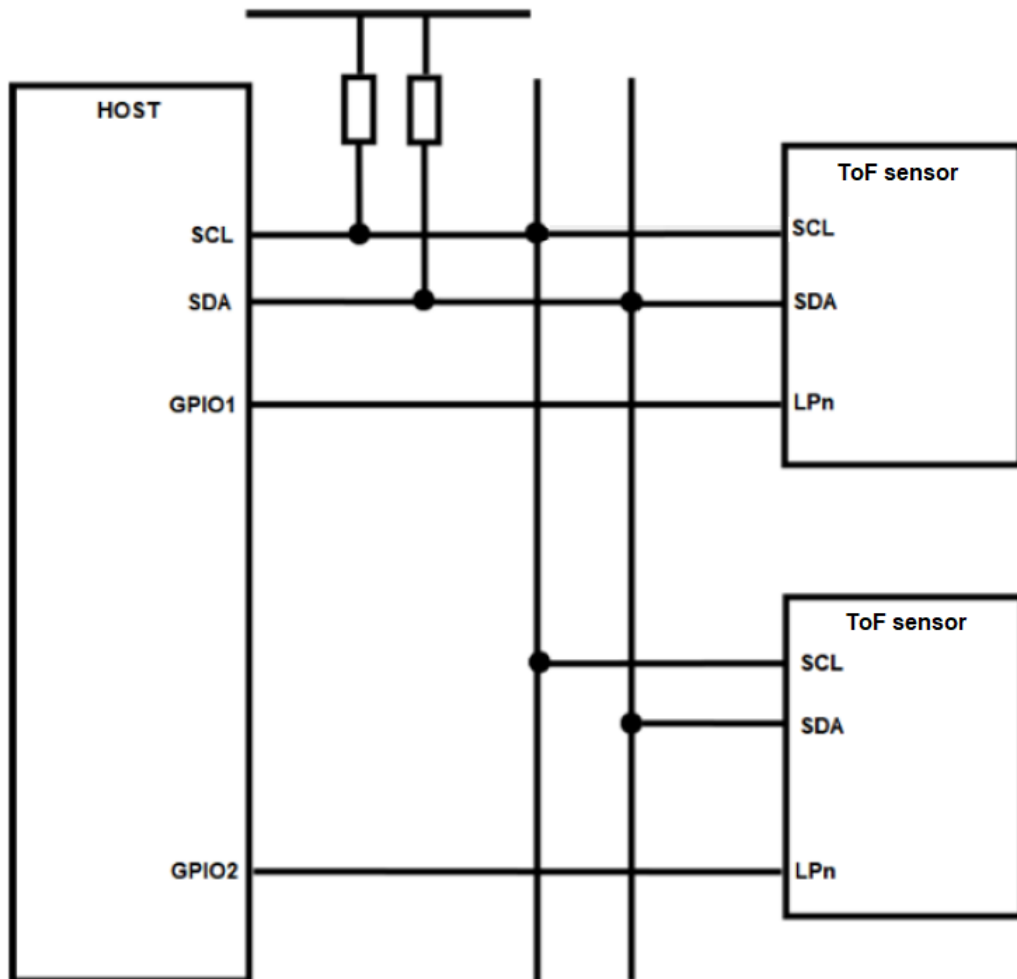 HOST
SCL
SDA
GPIO1
GPIO2
ToF sensor
SCL
SDA
LPn
ToF sensor
SCL
SDA
LPn